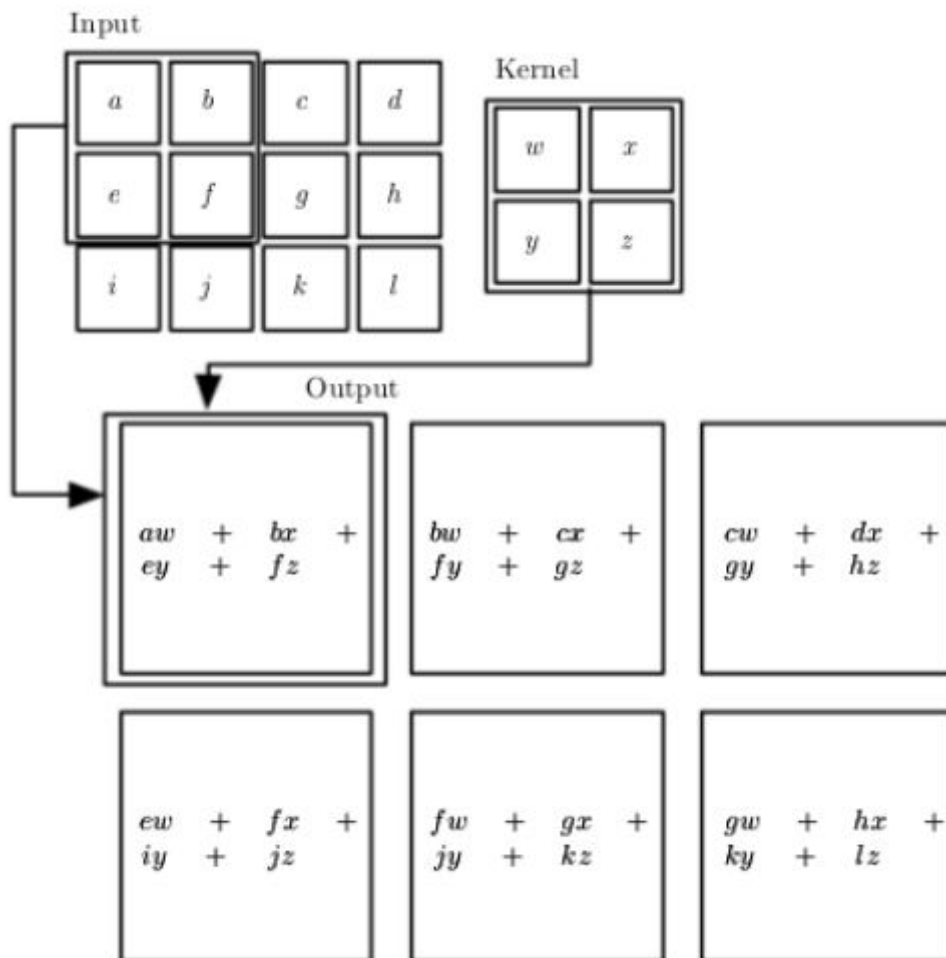 Input
a b c d
Kernel
w x
e f g h
y z
i j k l
Output
aw + bx + bw + cx + cw + dx +
ey + fz fy + gz gy + hz
ew + fx + fw + gx + gw + hx +
iy + jz jy + kz ky + lz